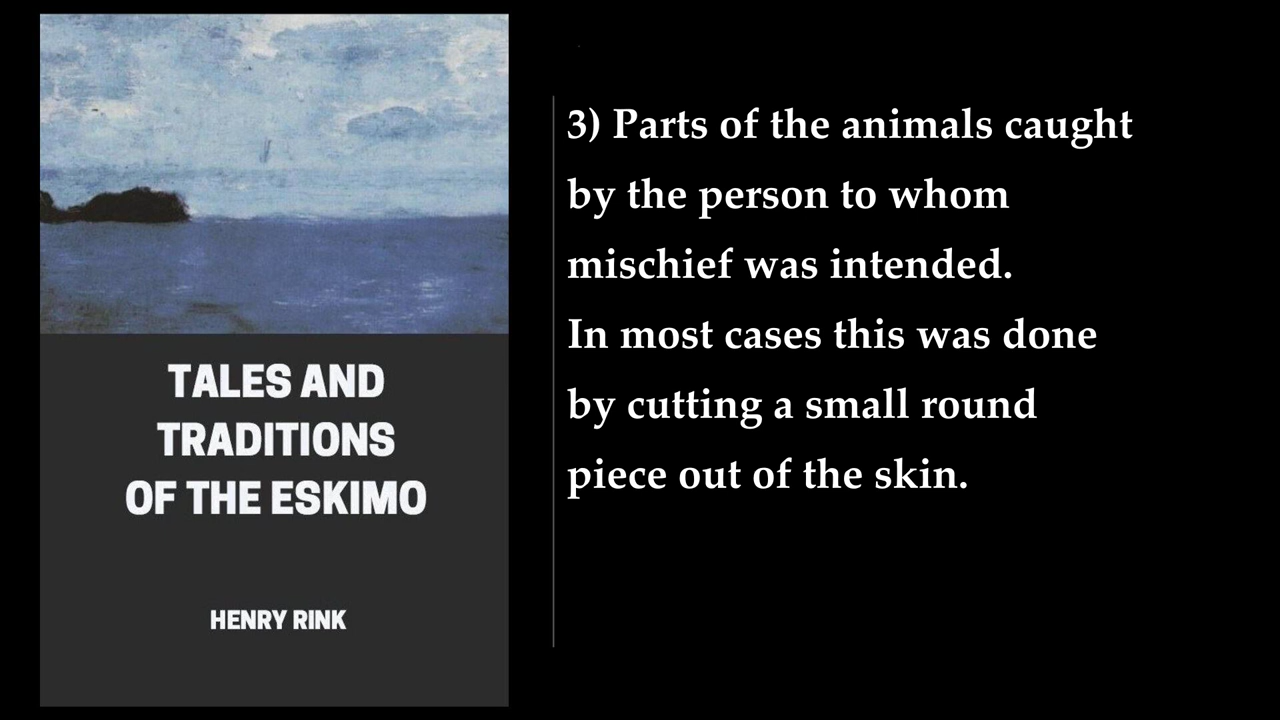 TALES AND
TRADITIONS
OF THE ESKIMO
HENRY RINK
3) Parts of the animals caught
by the person to whom
mischief was intended.
In most cases this was done
by cutting a small round
piece out of the skin.